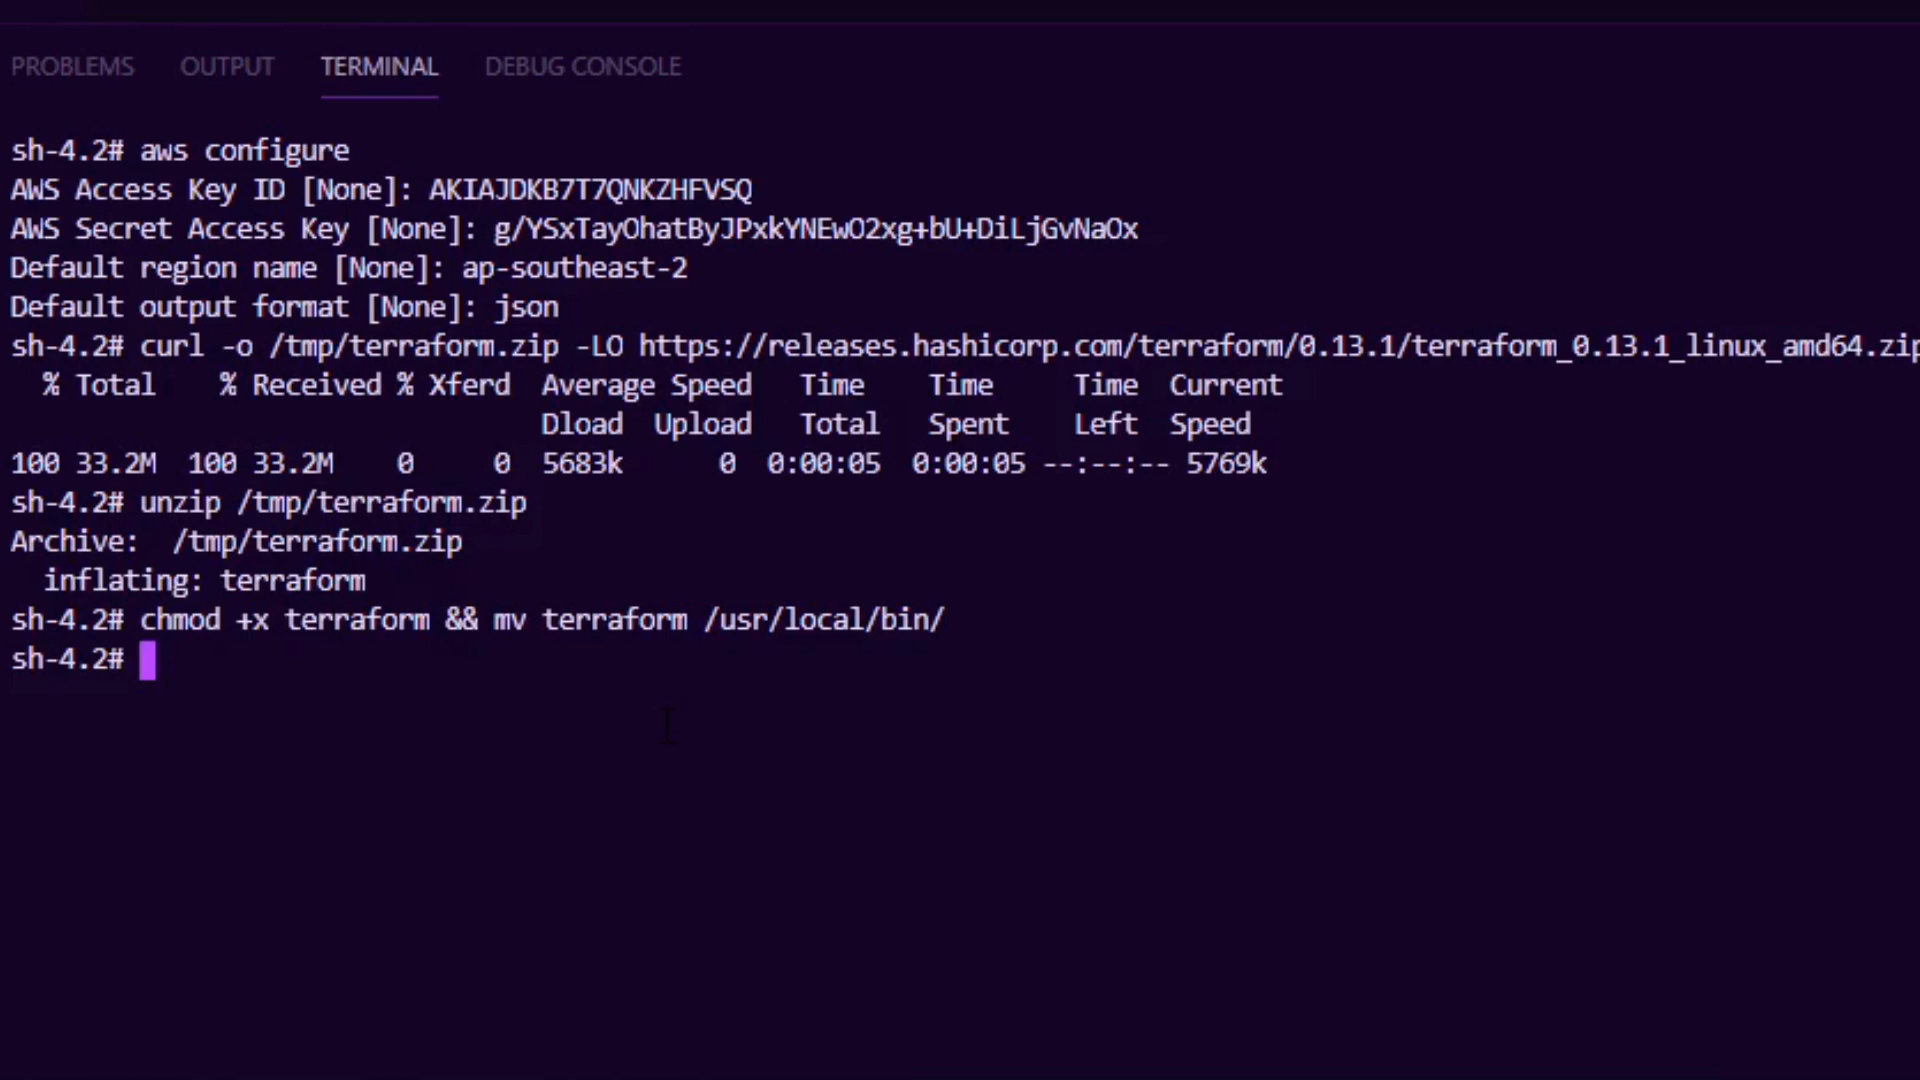 PROBLEMS OUTPUT TERMINAL DEBUG CONSOLE
sh-4.2# aws configure
AWS Access Key ID [None]: AKIAJDKB7T7QNKZHFVSQ
AWS Secret Access Key [None]: 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
Default region name [None]: ap-southeast-2
Default output format [None]: json
sh-4.2# curl -o /tmp/terraform.zip -LO https://releases.hashicorp.com/terraform/0.13.1/terraform_0.13.1_linux_amd64.zip
% Total % Received % Xferd Average Speed Time Time Time Current
Dload Upload Total Spent Left Speed
100 33.2M 100 33.2M 0 0 5683k 0 0:00:05 0:00:05 --:--:-- 5769k
sh-4.2# unzip /tmp/terraform.zip
Archive: /tmp/terraform.zip
inflating: terraform
sh-4.2# chmod +x terraform && mv terraform /usr/local/bin/
sh-4.2#